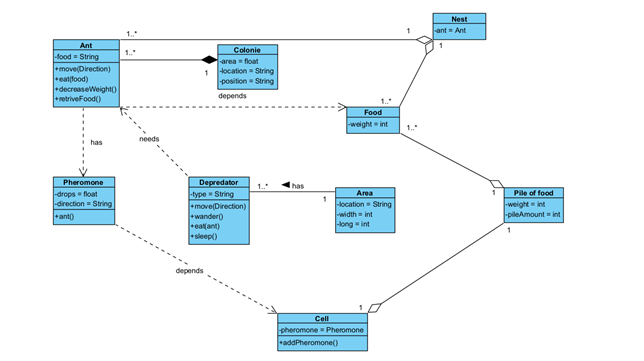 Nest
-ant = Ant
1..*
1
1
Ant
-food = String
+move(Direction)
+eat(food)
+decreaseWeight()
+retriveFood()
1..*
1
Colonie
-area = float
-location = String
-position = String
depends
1..*
Food
-weight = int
1..*
has
needs
Pheromone
-drops = float
-direction = String
+ant()
Depredator
-type = String
+move(Direction)
+wander()
+eat(ant)
+sleep()
1..*
has
1
Area
-location = String
-width = int
-long = int
1
Pile of food
-weight = int
-pileAmount = int
1
depends
1
Cell
-pheromone = Pheromone
+addPheromone()